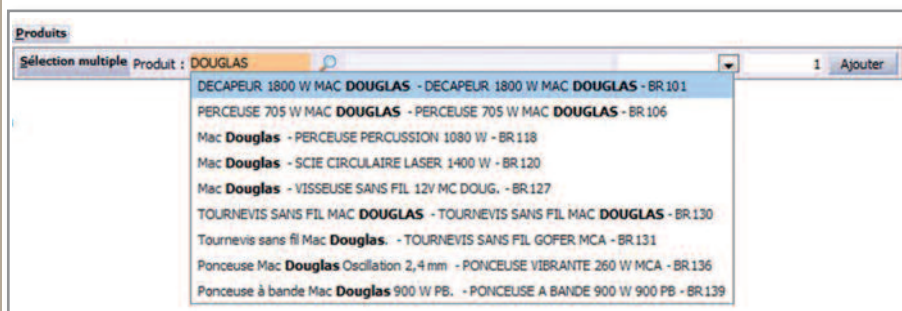 Produits
Sélection multiple Produit : DOUGLAS 1 Ajouter
DECAPEUR 1800 W MAC DOUGLAS - DECAPEUR 1800 W MAC DOUGLAS - BR101
PERCEUSE 705 W MAC DOUGLAS - PERCEUSE 705 W MAC DOUGLAS - BR106
Mac Douglas - PERCEUSE PERCUSSION 1080 W - BR118
Mac Douglas - SCIE CIRCULAIRE LASER 1400 W - BR120
Mac Douglas - VISSEUSE SANS FIL 12V MC DOUG. - BR127
TOURNEVIS SANS FIL MAC DOUGLAS - TOURNEVIS SANS FIL MAC DOUGLAS - BR130
Tournevis sans fil Mac Douglas. - TOURNEVIS SANS FIL GOFER MCA - BR131
Ponceuse Mac Douglas Oscillation 2,4 mm - PONCEUSE VIBRANTE 260 W MCA - BR136
Ponceuse à bande Mac Douglas 900 W PB. - PONCEUSE A BANDE 900 W 900 PB - BR139